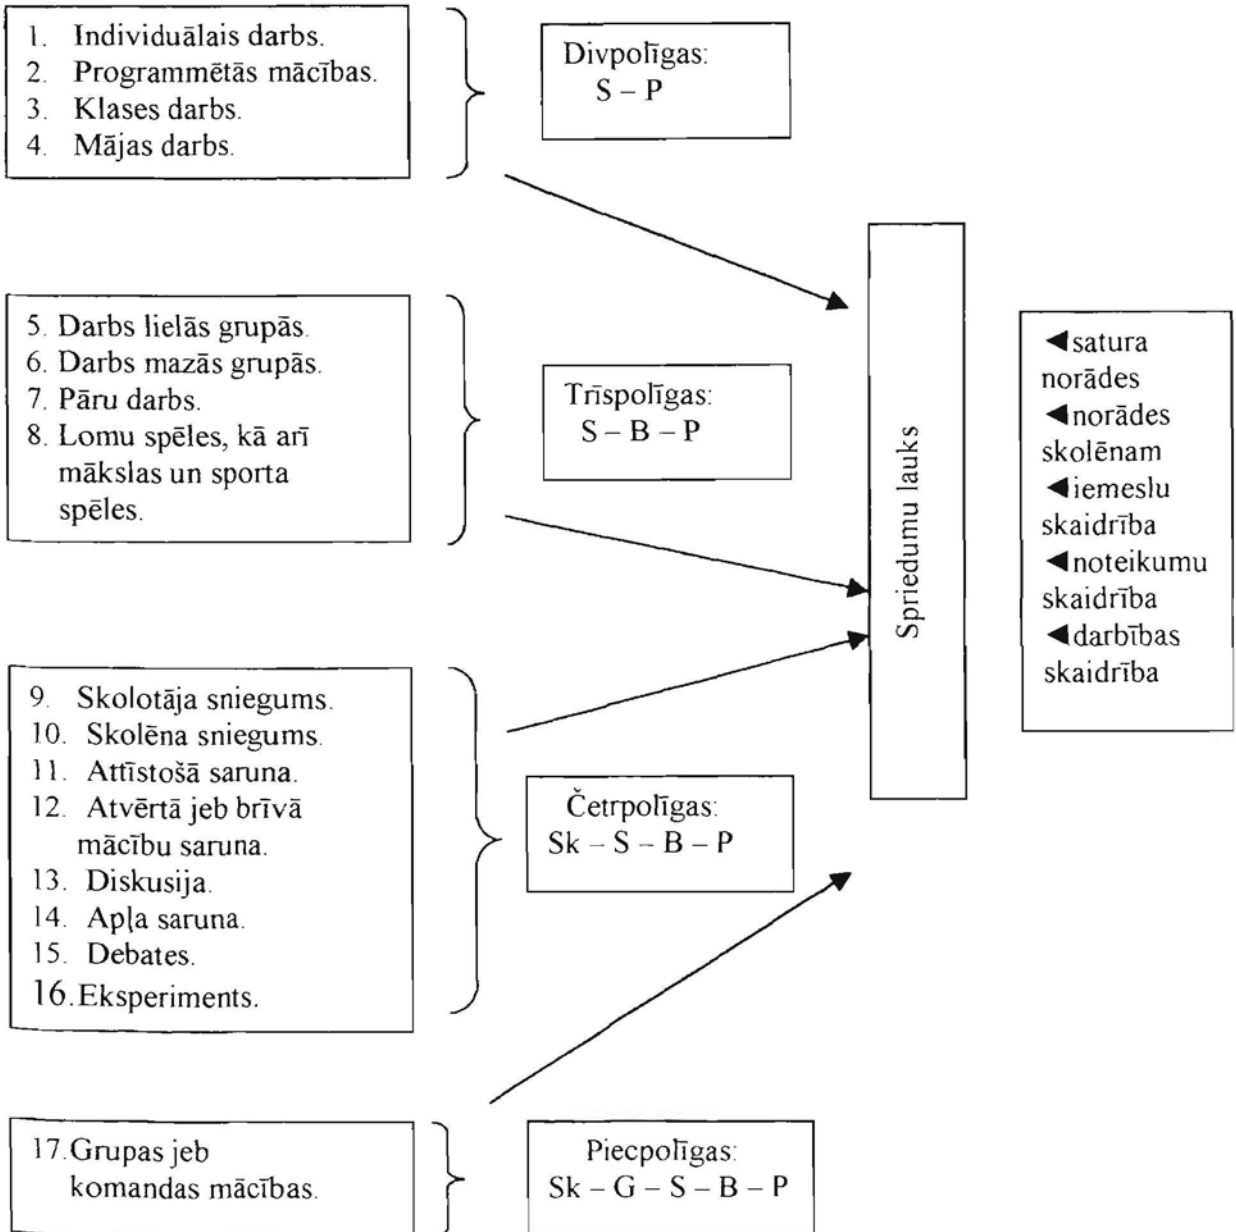 1. Individuālais darbs.
2. Programmētās mācības.
3. Klases darbs.
4. Mājas darbs.
Divpolīgas:
S – P
5. Darbs lielās grupās.
6. Darbs mazās grupās.
7. Pāru darbs.
8. Lomu spēles, kā arī
mākslas un sporta
spēles.
Trīspolīgas:
S – B – P
9. Skolotāja sniegums.
10. Skolēna sniegums.
11. Attīstošā saruna.
12. Atvērtā jeb brīvā
mācību saruna.
13. Diskusija.
14. Apļa saruna.
15. Debates.
16. Eksperiments.
Četrpolīgas:
Sk – S – B – P
17. Grupas jeb
komandas mācības.
Piecpolīgas:
Sk – G – S – B – P
Spriedumu lauks
◄satura
norādes
◄norādes
skolēnam
◄iemeslu
skaidrība
◄noteikumu
skaidrība
◄darbības
skaidrība